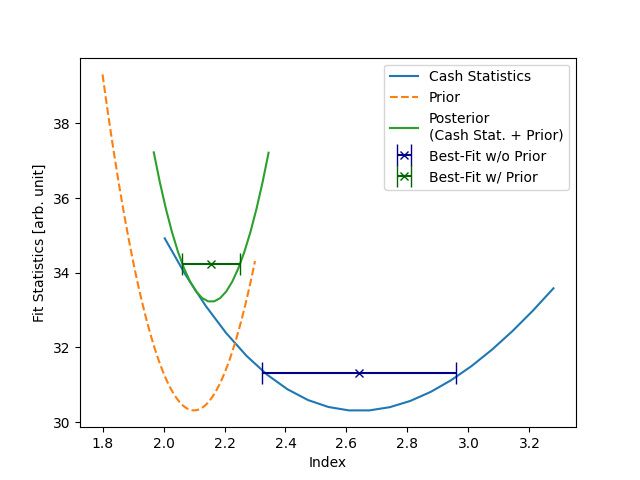 Cash Statistics
Prior
Posterior
(Cash Stat. + Prior)
Best-Fit w/o Prior
Best-Fit w/ Prior
Fit Statistics [arb. unit]
38
36
34
32
30
1.8 2.0 2.2 2.4 2.6 2.8 3.0 3.2
Index